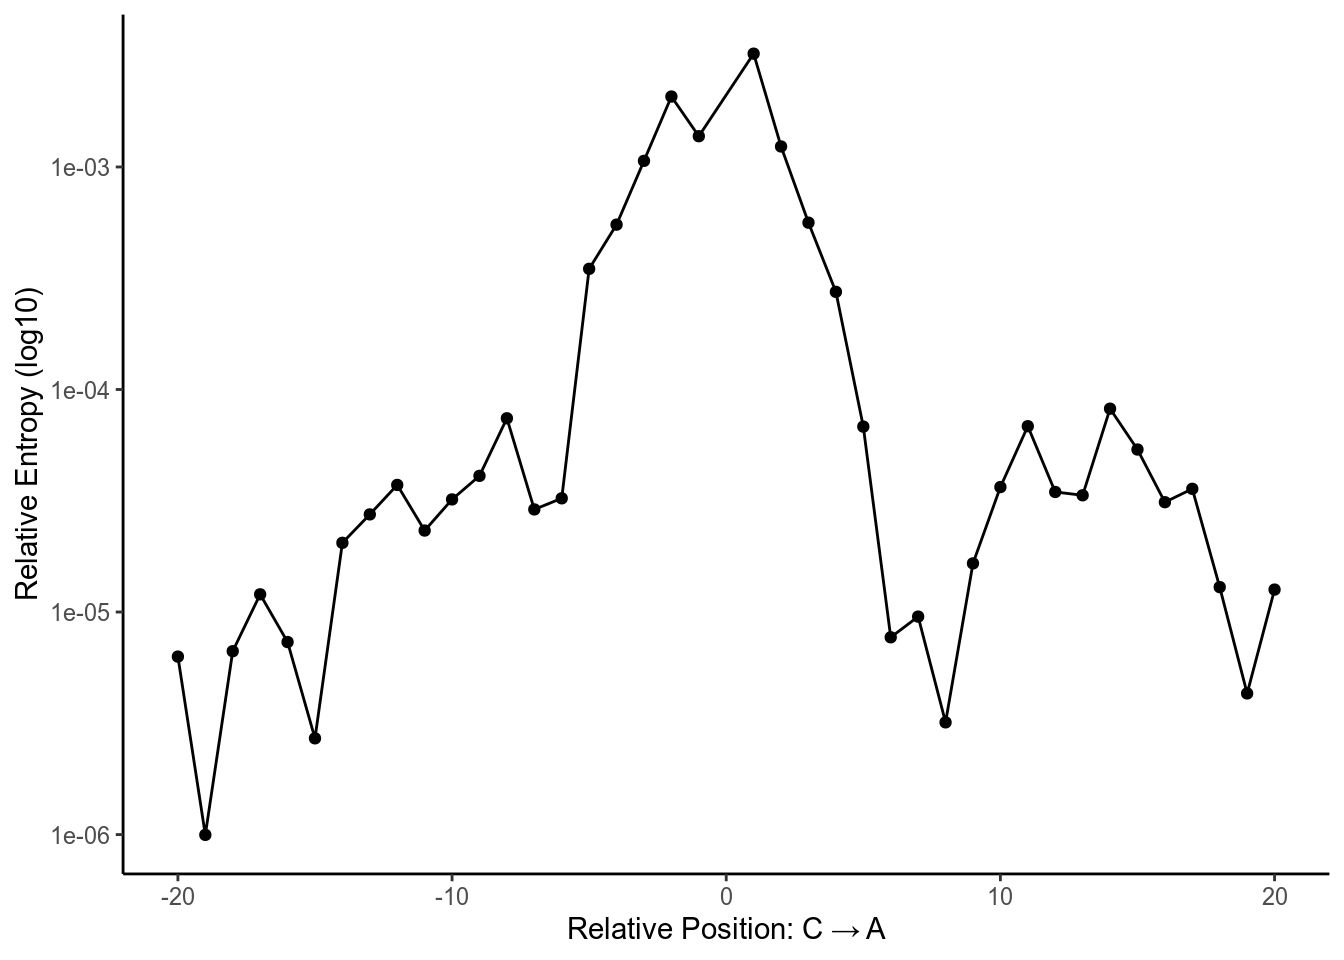 Relative Entropy (log10)
1e-03
1e-04
1e-05
1e-06
-20 -10 0 10 20
Relative Position: C → A